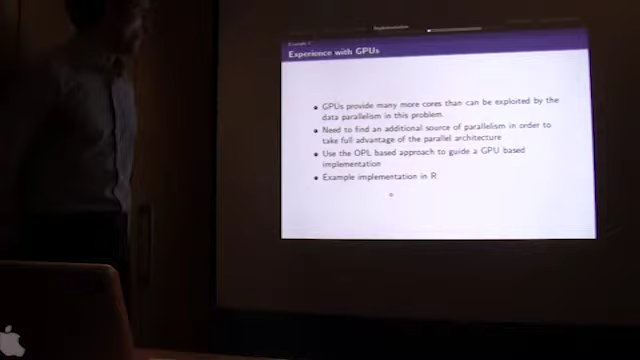 Implementation
Experience with GPUs
GPUs provide many more cores than can be exploited by the
data parallelism in this problem.
Need to find an additional source of parallelism in order to
take full advantage of the parallel architecture
Use the OPL based approach to guide a GPU based
implementation
Example implementation in R